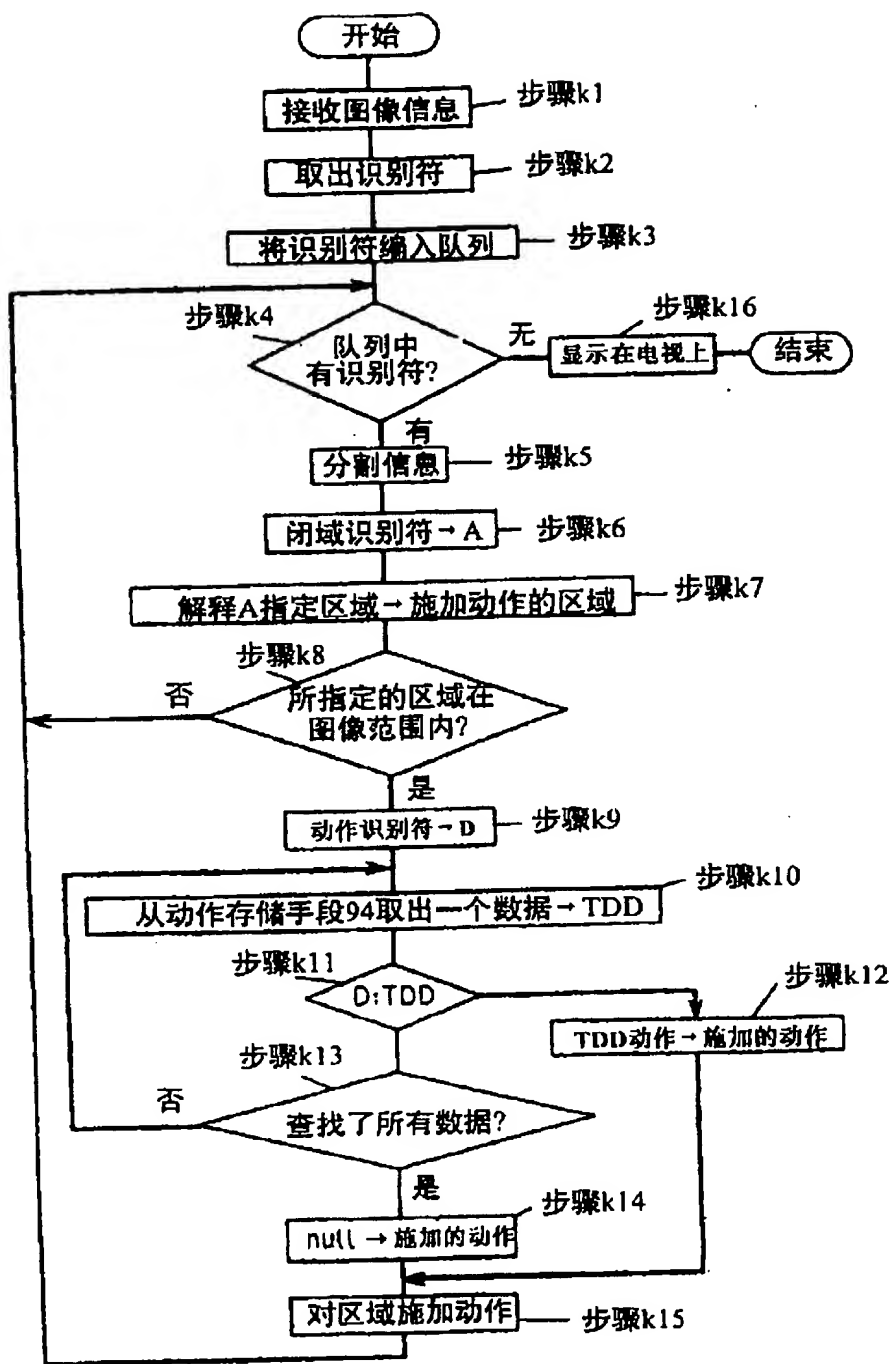 开始
接收图像信息
步骤k1
取出识别符
步骤k2
将识别符编入队列
步骤k3
步骤k4
队列中
有识别符?
无
步骤k16
显示在电视上
结束
有
分割信息
步骤k5
闭域识别符→A
步骤k6
解释A指定区域→施加动作的区域
步骤k7
步骤k8
否
所指定的区域在
图像范围内?
是
动作识别符→D
步骤k9
步骤k10
从动作存储手段94取出一个数据→TDD
步骤k11
D:TDD
步骤k12
TDD动作→施加的动作
步骤k13
否
查找了所有数据?
是
步骤k14
null→施加的动作
对区域施加动作
步骤k15